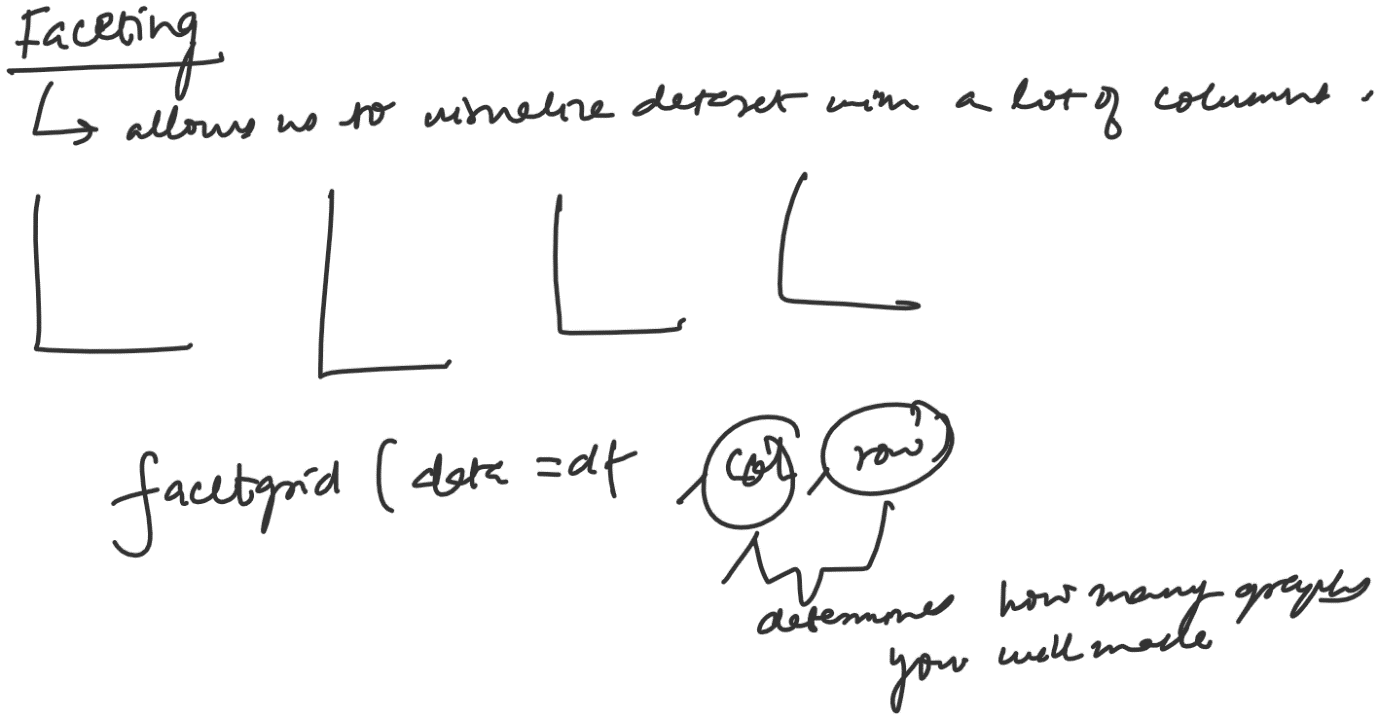 Faceting
allows us to visualize dataset with a lot of columns.
facetgrid (data = df, col, row)
determines how many graphs
you will made